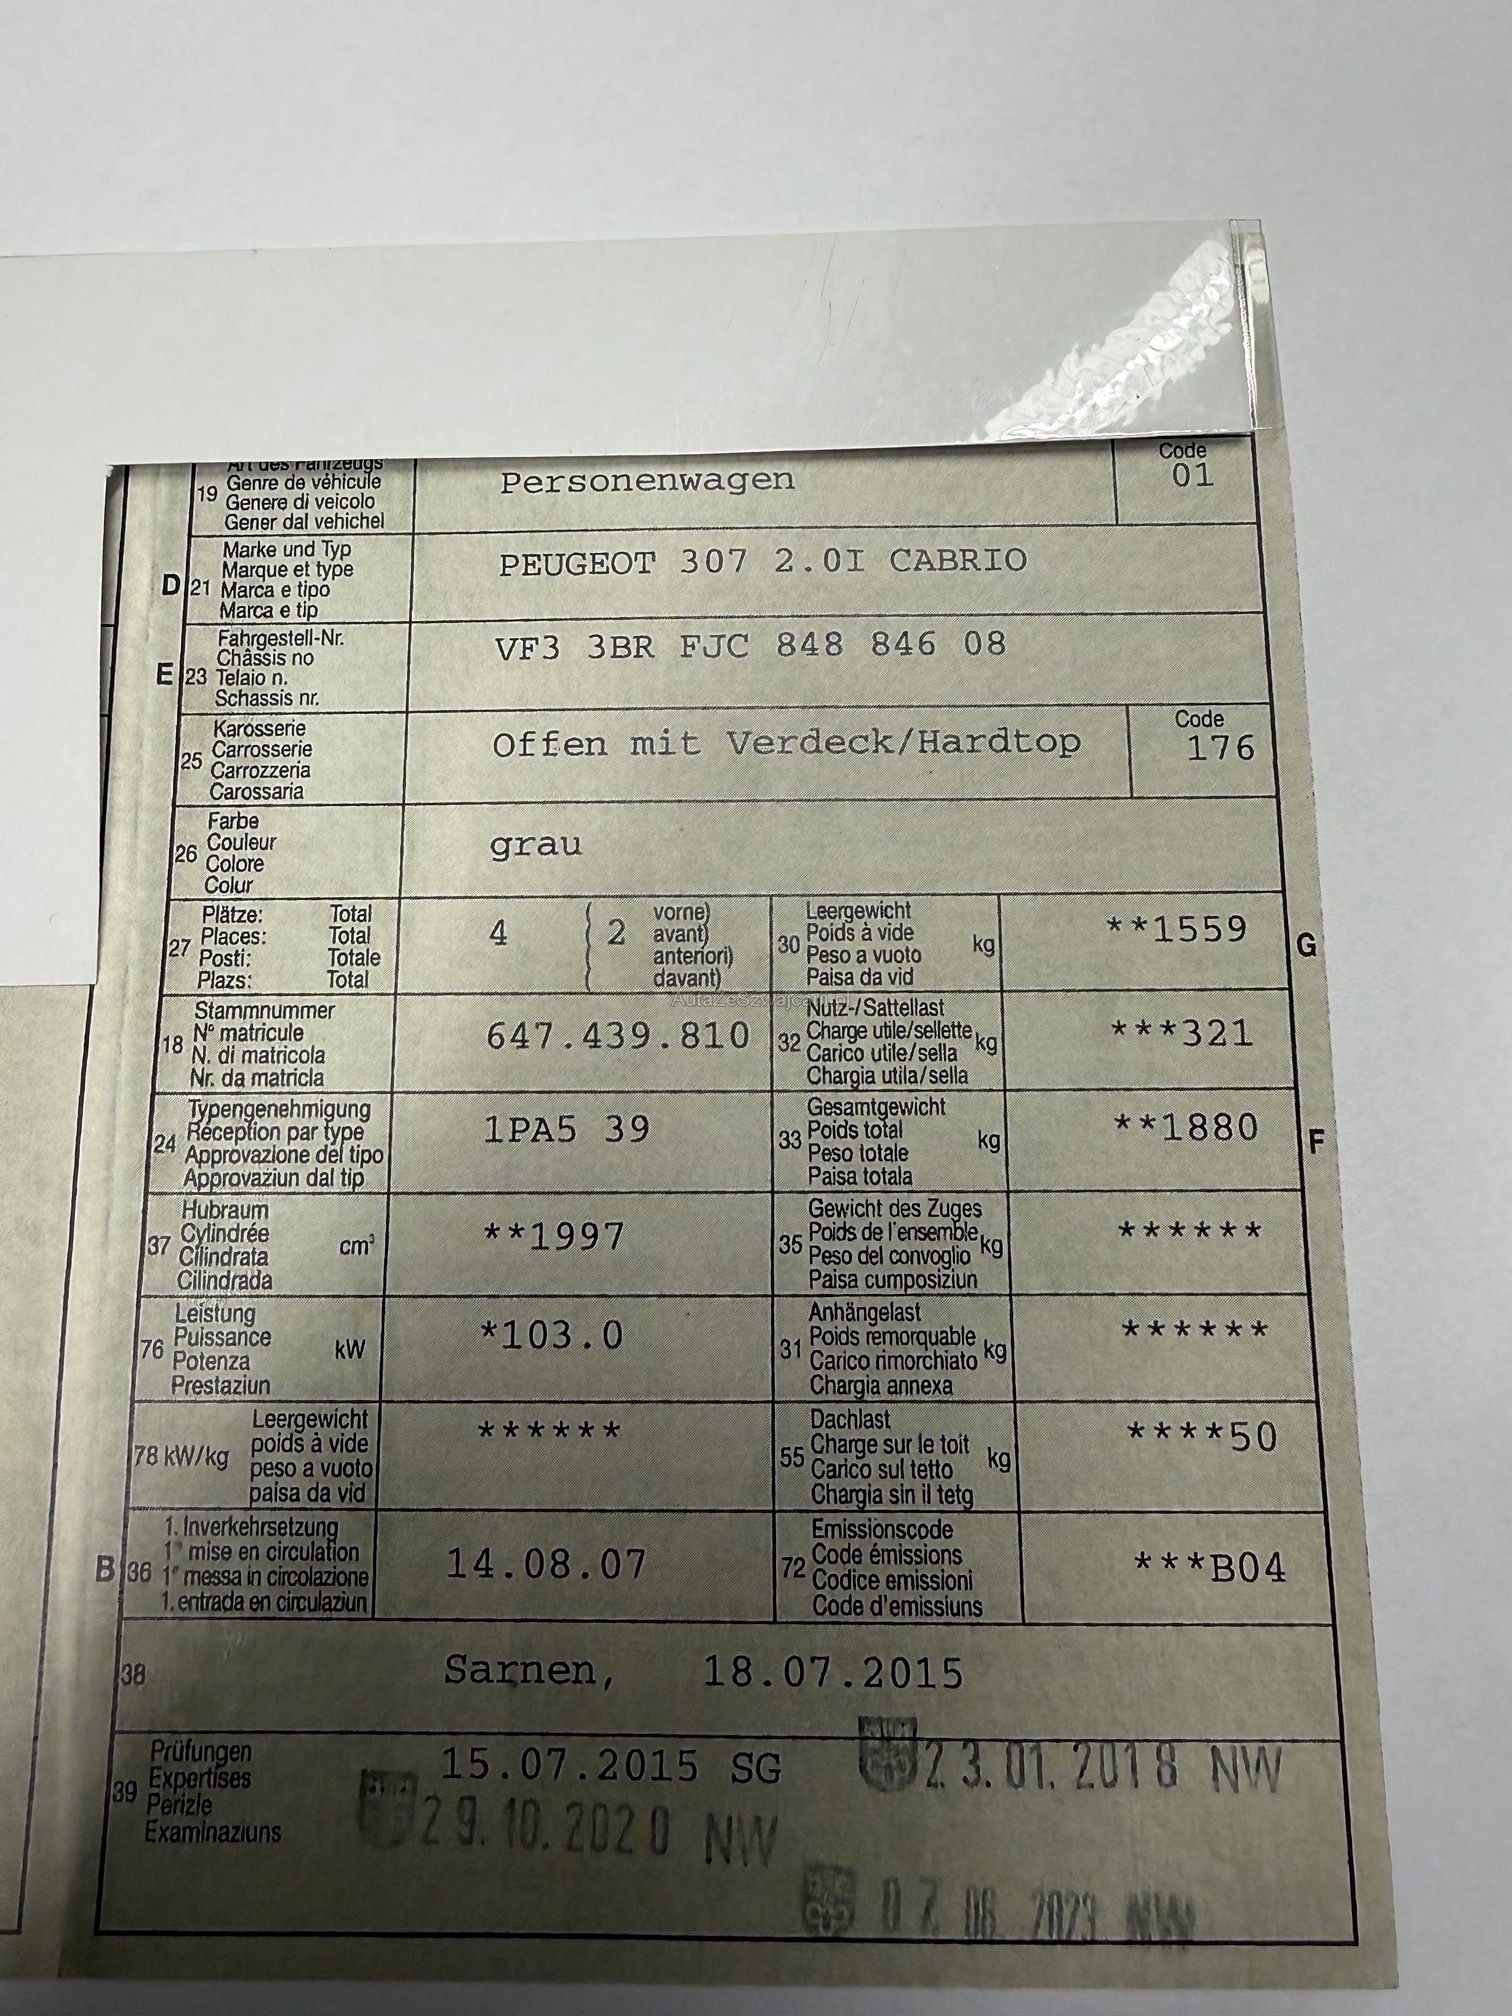 Art des Fahrzeugs
19 Genre de véhicule
Genere di veicolo
Gener dal vehichel
Personenwagen
Code
01
Marke und Typ
Marque et type
D 21 Marca e tipo
Marca e tip
PEUGEOT 307 2.0I CABRIO
Fahrgestell-Nr.
Châssis no
E 23 Telaio n.
Schassis nr.
VF3 3BR FJC 848 846 08
Karosserie
25 Carrosserie
Carrozzeria
Carossaria
Offen mit Verdeck/Hardtop
Code
176
Farbe
26 Couleur
Colore
Colur
grau
Plätze: Total
27 Places: Total
Posti: Totale
Plazs: Total
4 ( 2 vorne)
avant)
anteriori)
davant)
Leergewicht
30 Poids à vide kg
Peso a vuoto
Paisa da vid
**1559
G
AutaZeSzwajcarii.pl
Stammnummer
18 N° matricule
N. di matricola
Nr. da matricla
647.439.810
Nutz-/Sattellast
32 Charge utile/sellette kg
Carico utile/sella
Chargia utila/sella
***321
Typengenehmigung
24 Réception par type
Approvazione del tipo
Approvaziun dal tip
1PA5 39
Gesamtgewicht
33 Poids total kg
Peso totale
Paisa totala
**1880
F
Hubraum
37 Cylindrée cm³
Cilindrata
Cilindrada
**1997
Gewicht des Zuges
35 Poids de l'ensemble kg
Peso del convoglio
Paisa cumposiziun
******
Leistung
76 Puissance kW
Potenza
Prestaziun
*103.0
Anhängelast
31 Poids remorquable kg
Carico rimorchiato
Chargia annexa
******
Leergewicht
78 kW/kg poids à vide
peso a vuoto
paisa da vid
******
Dachlast
55 Charge sur le toit kg
Carico sul tetto
Chargia sin il tetg
****50
1. Inverkehrsetzung
B 36 1re mise en circulation
1a messa in circolazione
1. entrada en circulaziun
14.08.07
Emissionscode
72 Code émissions
Codice emissioni
Code d'emissiuns
***B04
38 Sarnen, 18.07.2015
Prüfungen
39 Expertises
Perizie
Examinaziuns
15.07.2015 SG
23.01.2018 NW
29.10.2020 NW
07.08.2023 NW